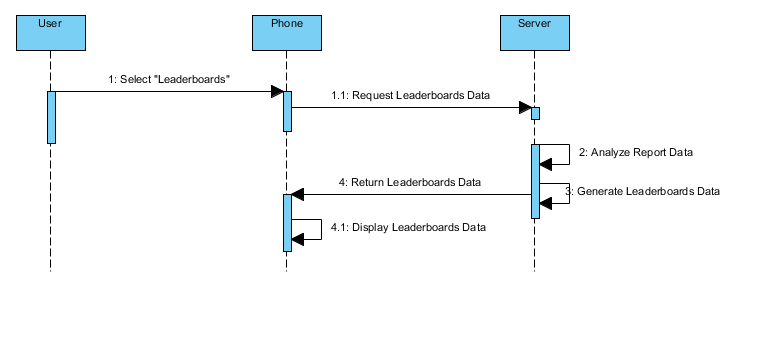 User
Phone
Server
1: Select "Leaderboards"
1.1: Request Leaderboards Data
2: Analyze Report Data
4: Return Leaderboards Data
3: Generate Leaderboards Data
4.1: Display Leaderboards Data